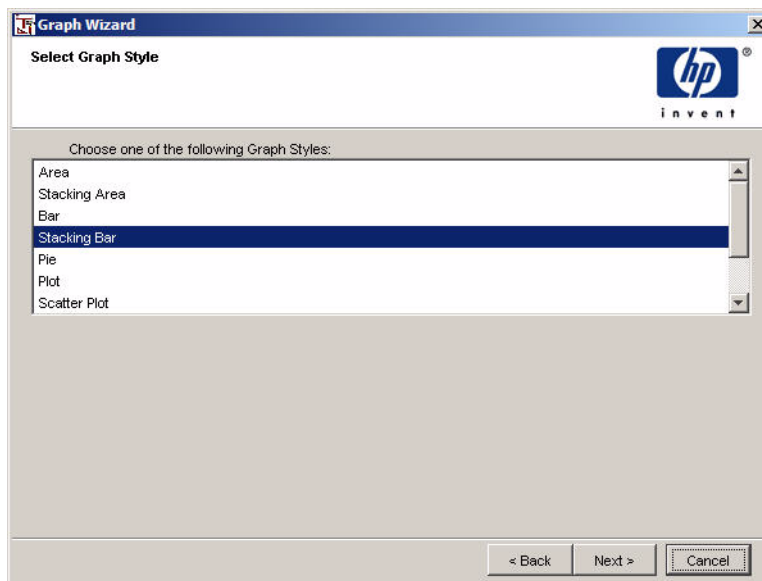 Graph Wizard
Select Graph Style
hp
®
invent
Choose one of the following Graph Styles:
Area
Stacking Area
Bar
Stacking Bar
Pie
Plot
Scatter Plot
< Back Next > Cancel